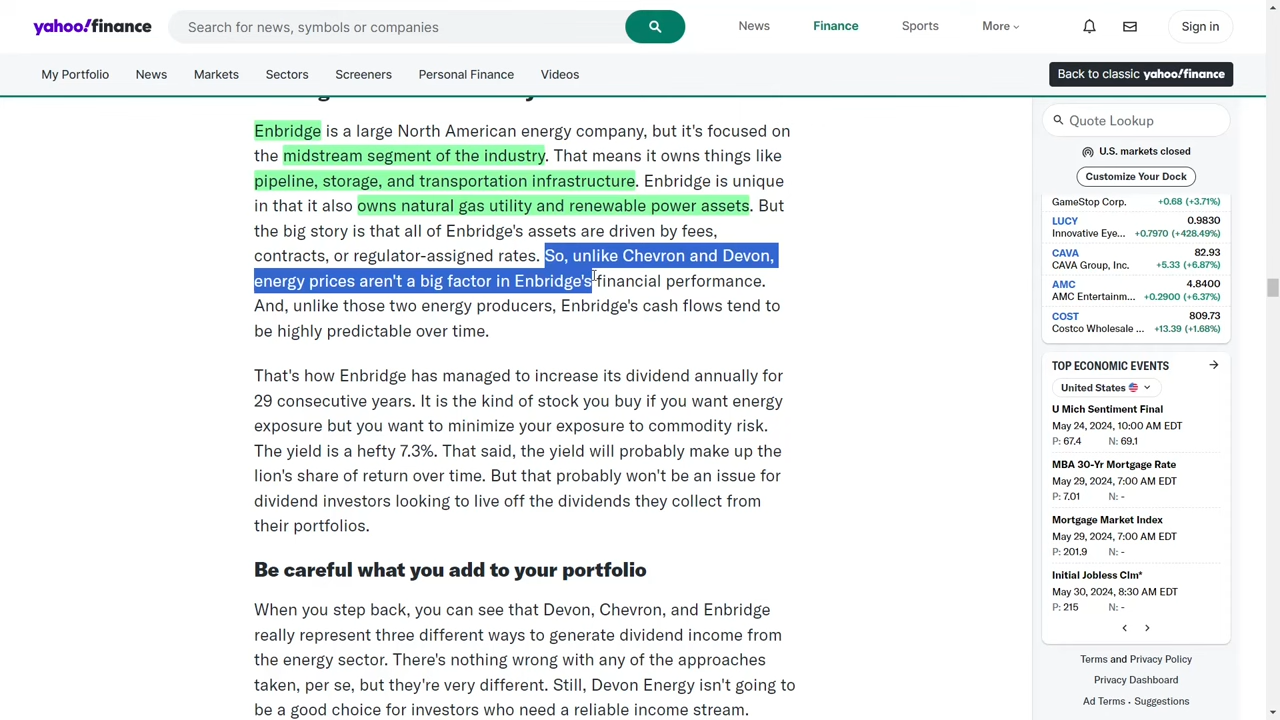 yahoo!finance
Search for news, symbols or companies
News
Finance
Sports
More
Sign in
My Portfolio
News
Markets
Sectors
Screeners
Personal Finance
Videos
Back to classic yahoo!finance
Enbridge is a large North American energy company, but it's focused on
the midstream segment of the industry. That means it owns things like
pipeline, storage, and transportation infrastructure. Enbridge is unique
in that it also owns natural gas utility and renewable power assets. But
the big story is that all of Enbridge's assets are driven by fees,
contracts, or regulator-assigned rates. So, unlike Chevron and Devon,
energy prices aren't a big factor in Enbridge's financial performance.
And, unlike those two energy producers, Enbridge's cash flows tend to
be highly predictable over time.
That's how Enbridge has managed to increase its dividend annually for
29 consecutive years. It is the kind of stock you buy if you want energy
exposure but you want to minimize your exposure to commodity risk.
The yield is a hefty 7.3%. That said, the yield will probably make up the
lion's share of return over time. But that probably won't be an issue for
dividend investors looking to live off the dividends they collect from
their portfolios.
Be careful what you add to your portfolio
When you step back, you can see that Devon, Chevron, and Enbridge
really represent three different ways to generate dividend income from
the energy sector. There's nothing wrong with any of the approaches
taken, per se, but they're very different. Still, Devon Energy isn't going to
be a good choice for investors who need a reliable income stream.
Quote Lookup
U.S. markets closed
Customize Your Dock
GameStop Corp. +0.68 (+3.71%)
LUCY 0.9830
Innovative Eye... +0.7970 (+428.49%)
CAVA 82.93
CAVA Group, Inc. +5.33 (+6.87%)
AMC 4.8400
AMC Entertainm... +0.2900 (+6.37%)
COST 809.73
Costco Wholesale ... +13.39 (+1.68%)
TOP ECONOMIC EVENTS
United States
U Mich Sentiment Final
May 24, 2024, 10:00 AM EDT
P: 67.4 N: 69.1
MBA 30-Yr Mortgage Rate
May 29, 2024, 7:00 AM EDT
P: 7.01 N: -
Mortgage Market Index
May 29, 2024, 7:00 AM EDT
P: 201.9 N: -
Initial Jobless Clm*
May 30, 2024, 8:30 AM EDT
P: 215 N: -
Terms and Privacy Policy
Privacy Dashboard
Ad Terms • Suggestions